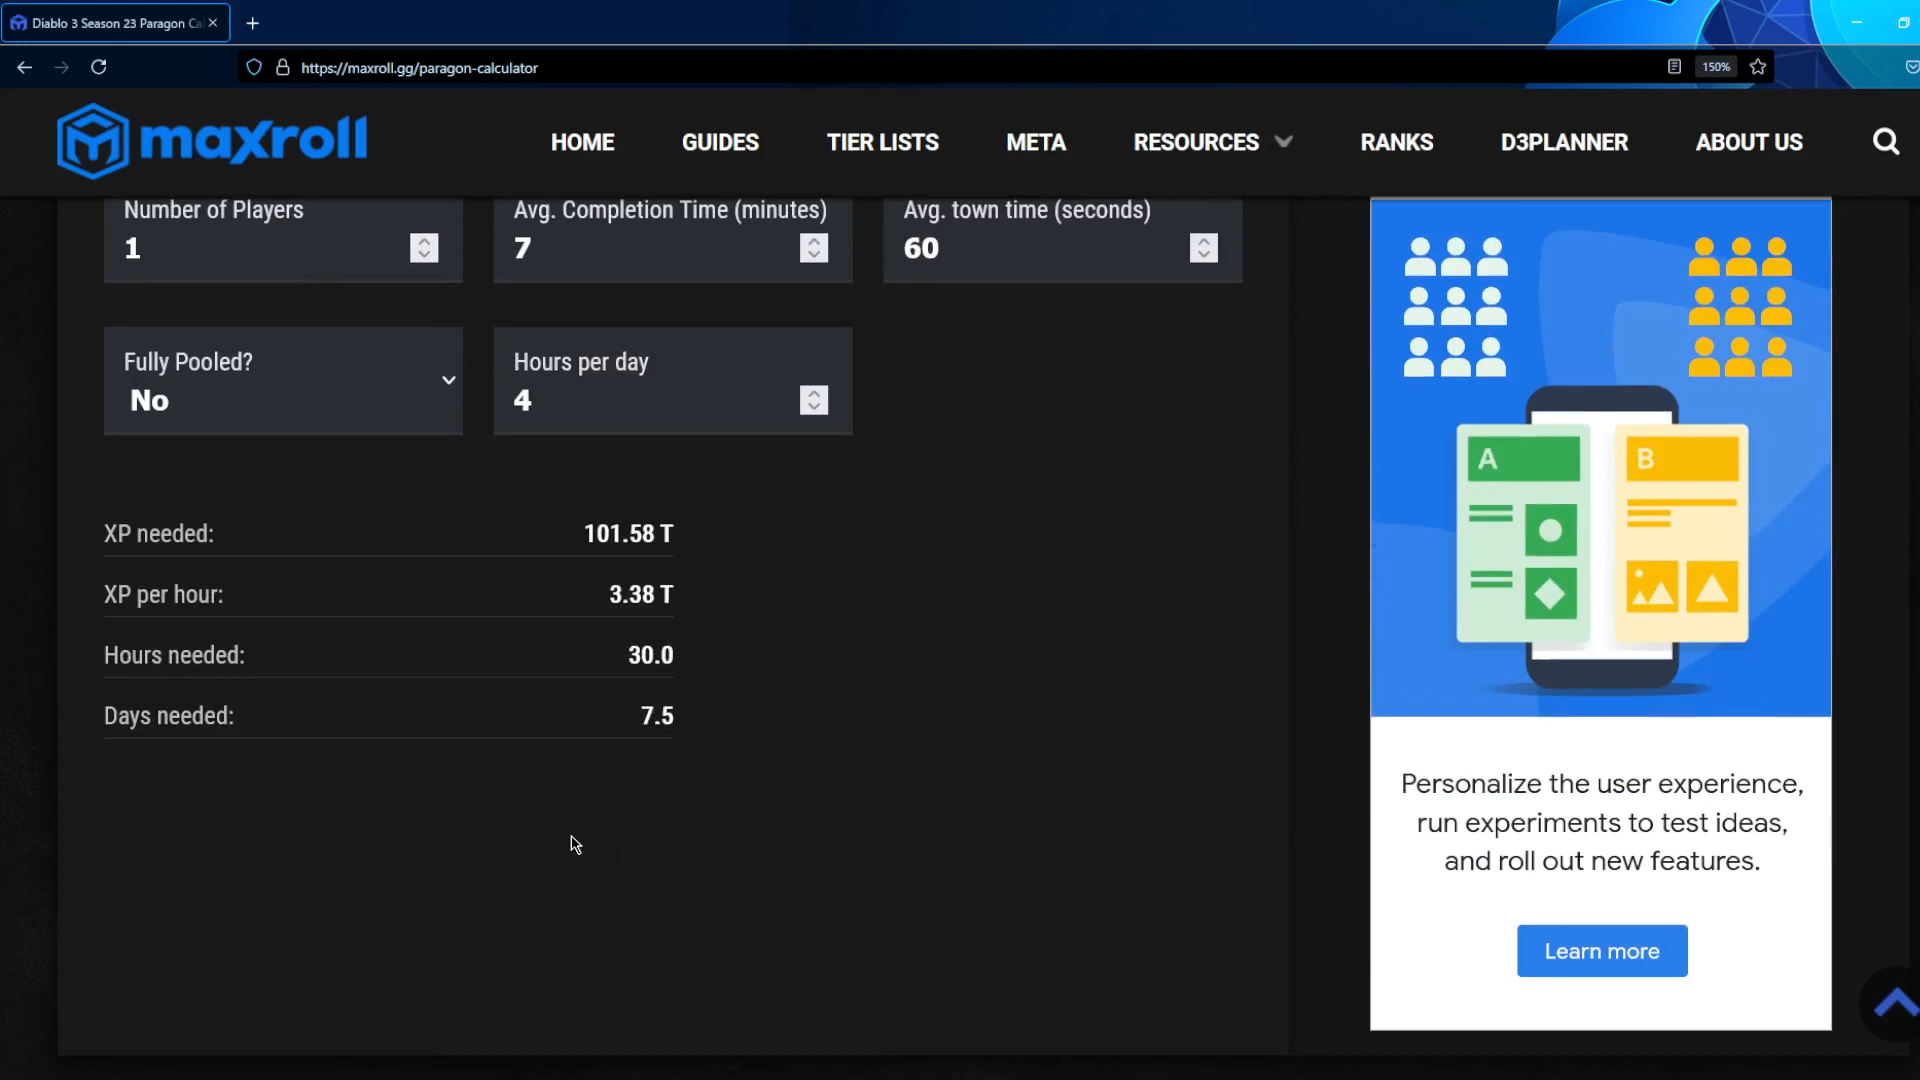 Diablo 3 Season 23 Paragon Ca
https://maxroll.gg/paragon-calculator
150%
maxroll
HOME
GUIDES
TIER LISTS
META
RESOURCES
RANKS
D3PLANNER
ABOUT US
Number of Players
1
Avg. Completion Time (minutes)
7
Avg. town time (seconds)
60
Fully Pooled?
No
Hours per day
4
XP needed: 101.58 T
XP per hour: 3.38 T
Hours needed: 30.0
Days needed: 7.5
A
B
Personalize the user experience,
run experiments to test ideas,
and roll out new features.
Learn more